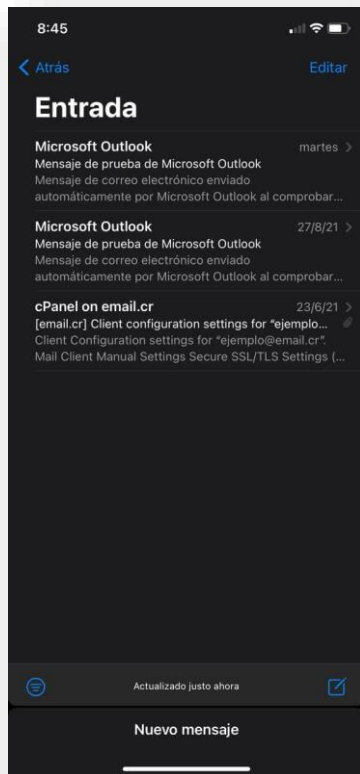 8:45
Atrás
Editar
Entrada
Microsoft Outlook
martes
Mensaje de prueba de Microsoft Outlook
Mensaje de correo electrónico enviado
automáticamente por Microsoft Outlook al comprobar...
Microsoft Outlook
27/8/21
Mensaje de prueba de Microsoft Outlook
Mensaje de correo electrónico enviado
automáticamente por Microsoft Outlook al comprobar...
cPanel on email.cr
23/6/21
[email.cr] Client configuration settings for “ejemplo...
Client Configuration settings for “ejemplo@email.cr”.
Mail Client Manual Settings Secure SSL/TLS Settings (...
Actualizado justo ahora
Nuevo mensaje